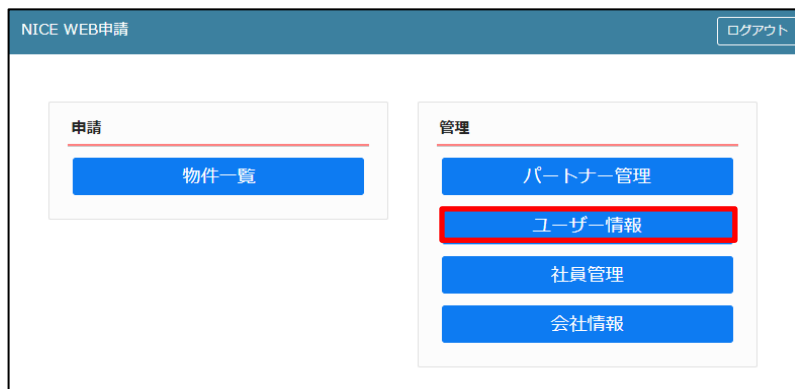 NICE WEB申請
ログアウト
申請
物件一覧
管理
パートナー管理
ユーザー情報
社員管理
会社情報